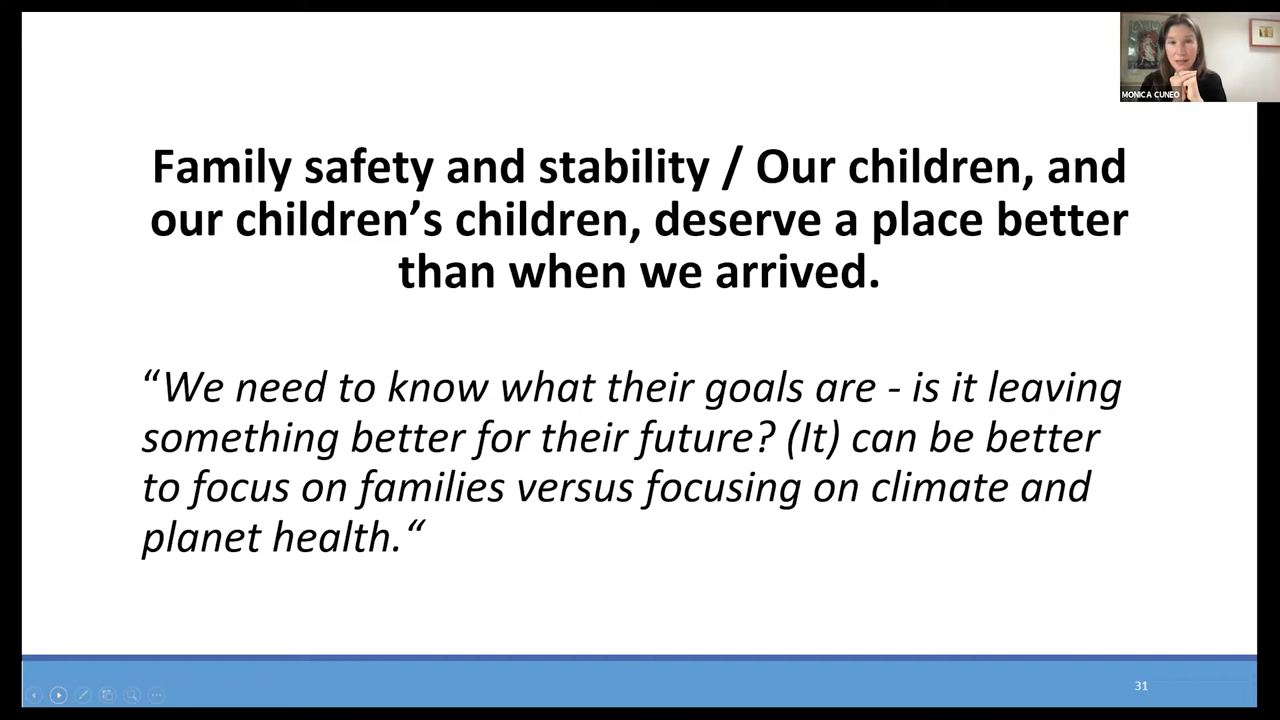 MONICA CUNEO
Family safety and stability / Our children, and
our children’s children, deserve a place better
than when we arrived.
“We need to know what their goals are - is it leaving
something better for their future? (It) can be better
to focus on families versus focusing on climate and
planet health.“
31